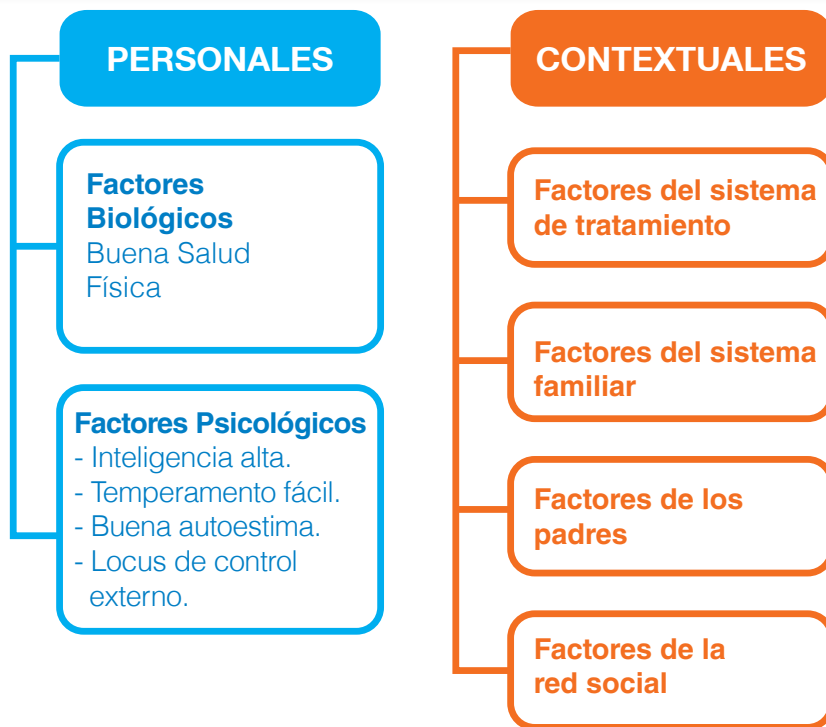 PERSONALES
Factores
Biológicos
Buena Salud
Física
Factores Psicológicos
- Inteligencia alta.
- Temperamento fácil.
- Buena autoestima.
- Locus de control
externo.
CONTEXTUALES
Factores del sistema
de tratamiento
Factores del sistema
familiar
Factores de los
padres
Factores de la
red social